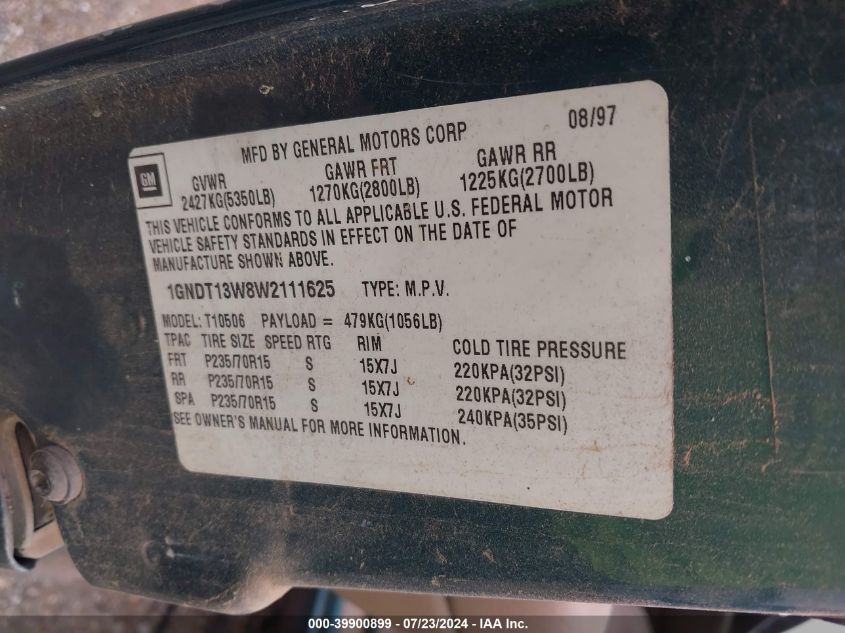 MFD BY GENERAL MOTORS CORP 08/97
GM
GVWR GAWR FRT GAWR RR
2427KG(5350LB) 1270KG(2800LB) 1225KG(2700LB)
THIS VEHICLE CONFORMS TO ALL APPLICABLE U.S. FEDERAL MOTOR
VEHICLE SAFETY STANDARDS IN EFFECT ON THE DATE OF
MANUFACTURE SHOWN ABOVE.
1GNDT13W8W2111625 TYPE: M.P.V.
MODEL: T10506 PAYLOAD = 479KG(1056LB)
TPAC TIRE SIZE SPEED RTG RIM COLD TIRE PRESSURE
FRT P235/70R15 S 15X7J 220KPA(32PSI)
RR P235/70R15 S 15X7J 220KPA(32PSI)
SPA P235/70R15 S 15X7J 240KPA(35PSI)
SEE OWNER'S MANUAL FOR MORE INFORMATION.
000-39900899 - 07/23/2024 - IAA Inc.